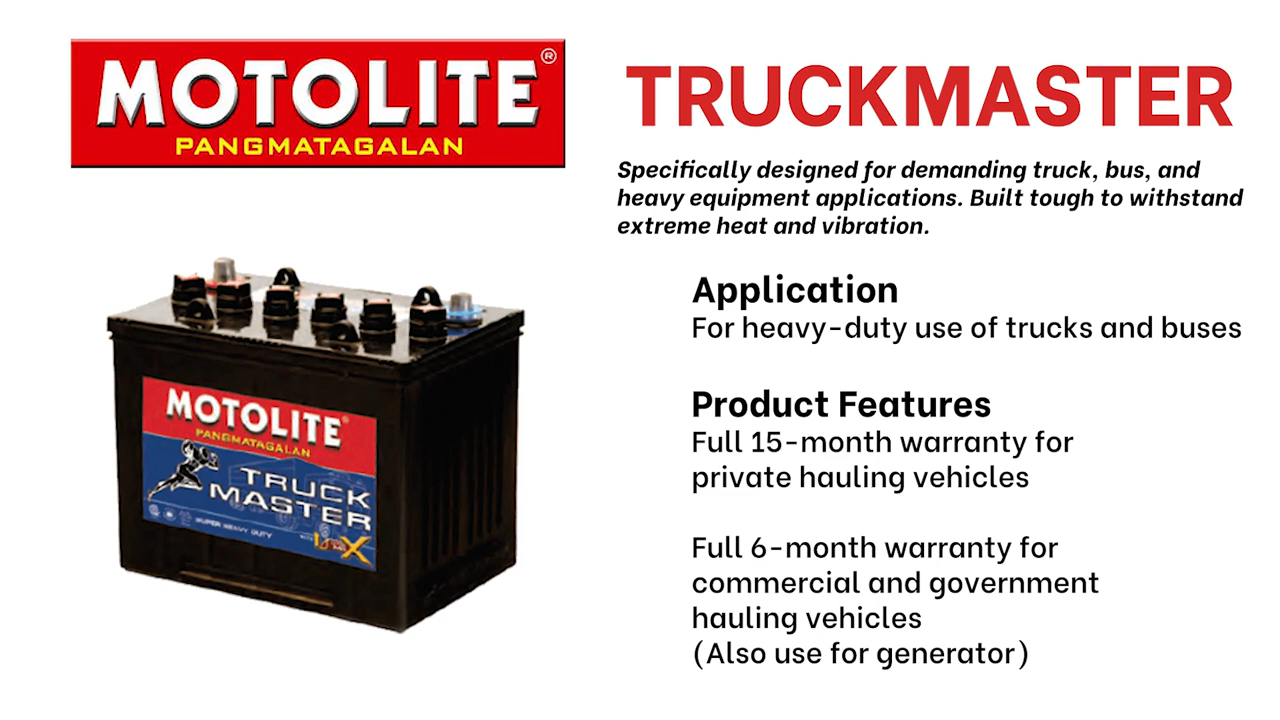 MOTOLITE®
PANGMATAGALAN
TRUCKMASTER
Specifically designed for demanding truck, bus, and
heavy equipment applications. Built tough to withstand
extreme heat and vibration.
Application
For heavy-duty use of trucks and buses
Product Features
Full 15-month warranty for
private hauling vehicles
Full 6-month warranty for
commercial and government
hauling vehicles
(Also use for generator)
MOTOLITE
PANGMATAGALAN
TRUCK
MASTER
SUPER HEAVY DUTY